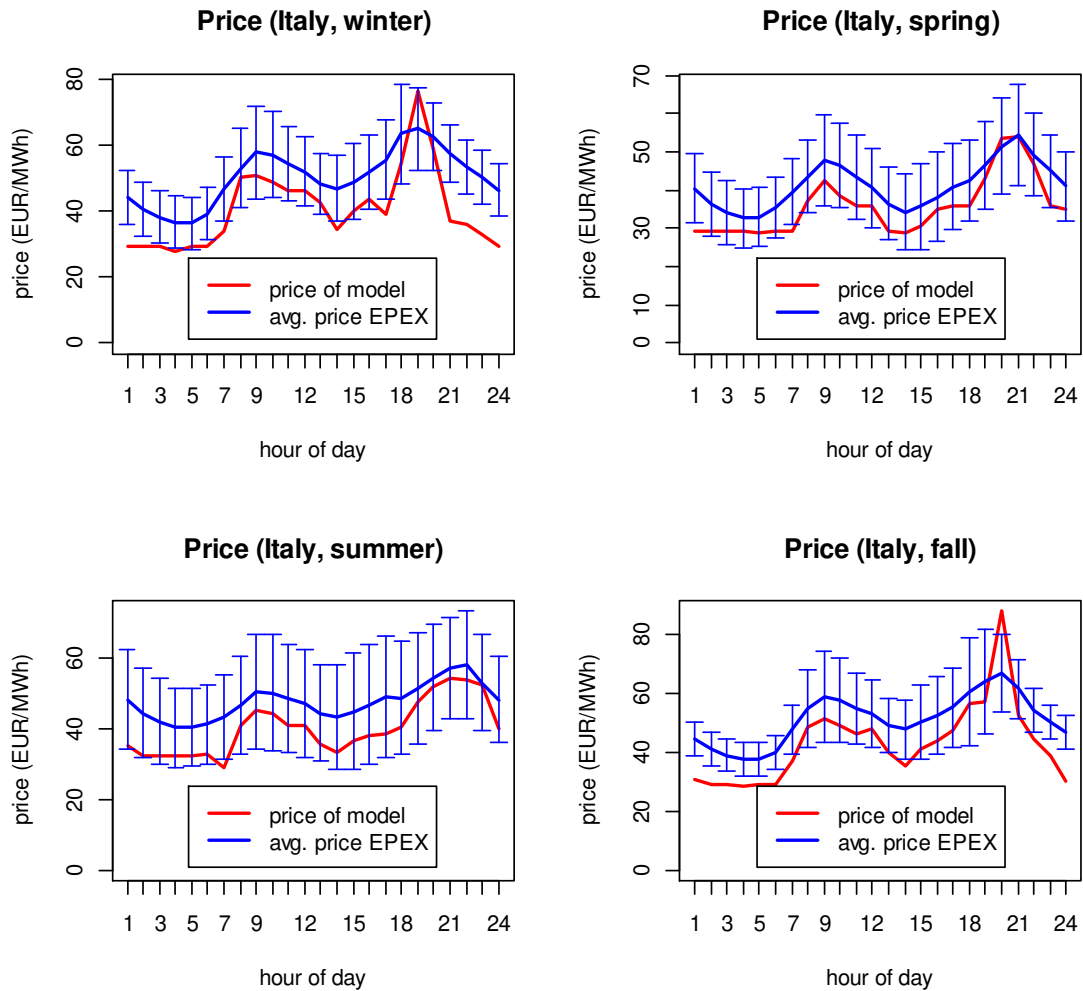 Price (Italy, winter)
price (EUR/MWh)
80
60
40
20
0
price of model
avg. price EPEX
1 3 5 7 9 12 15 18 21 24
hour of day
Price (Italy, spring)
price (EUR/MWh)
70
50
30
10
0
price of model
avg. price EPEX
1 3 5 7 9 12 15 18 21 24
hour of day
Price (Italy, summer)
price (EUR/MWh)
60
40
20
0
price of model
avg. price EPEX
1 3 5 7 9 12 15 18 21 24
hour of day
Price (Italy, fall)
price (EUR/MWh)
80
60
40
20
0
price of model
avg. price EPEX
1 3 5 7 9 12 15 18 21 24
hour of day